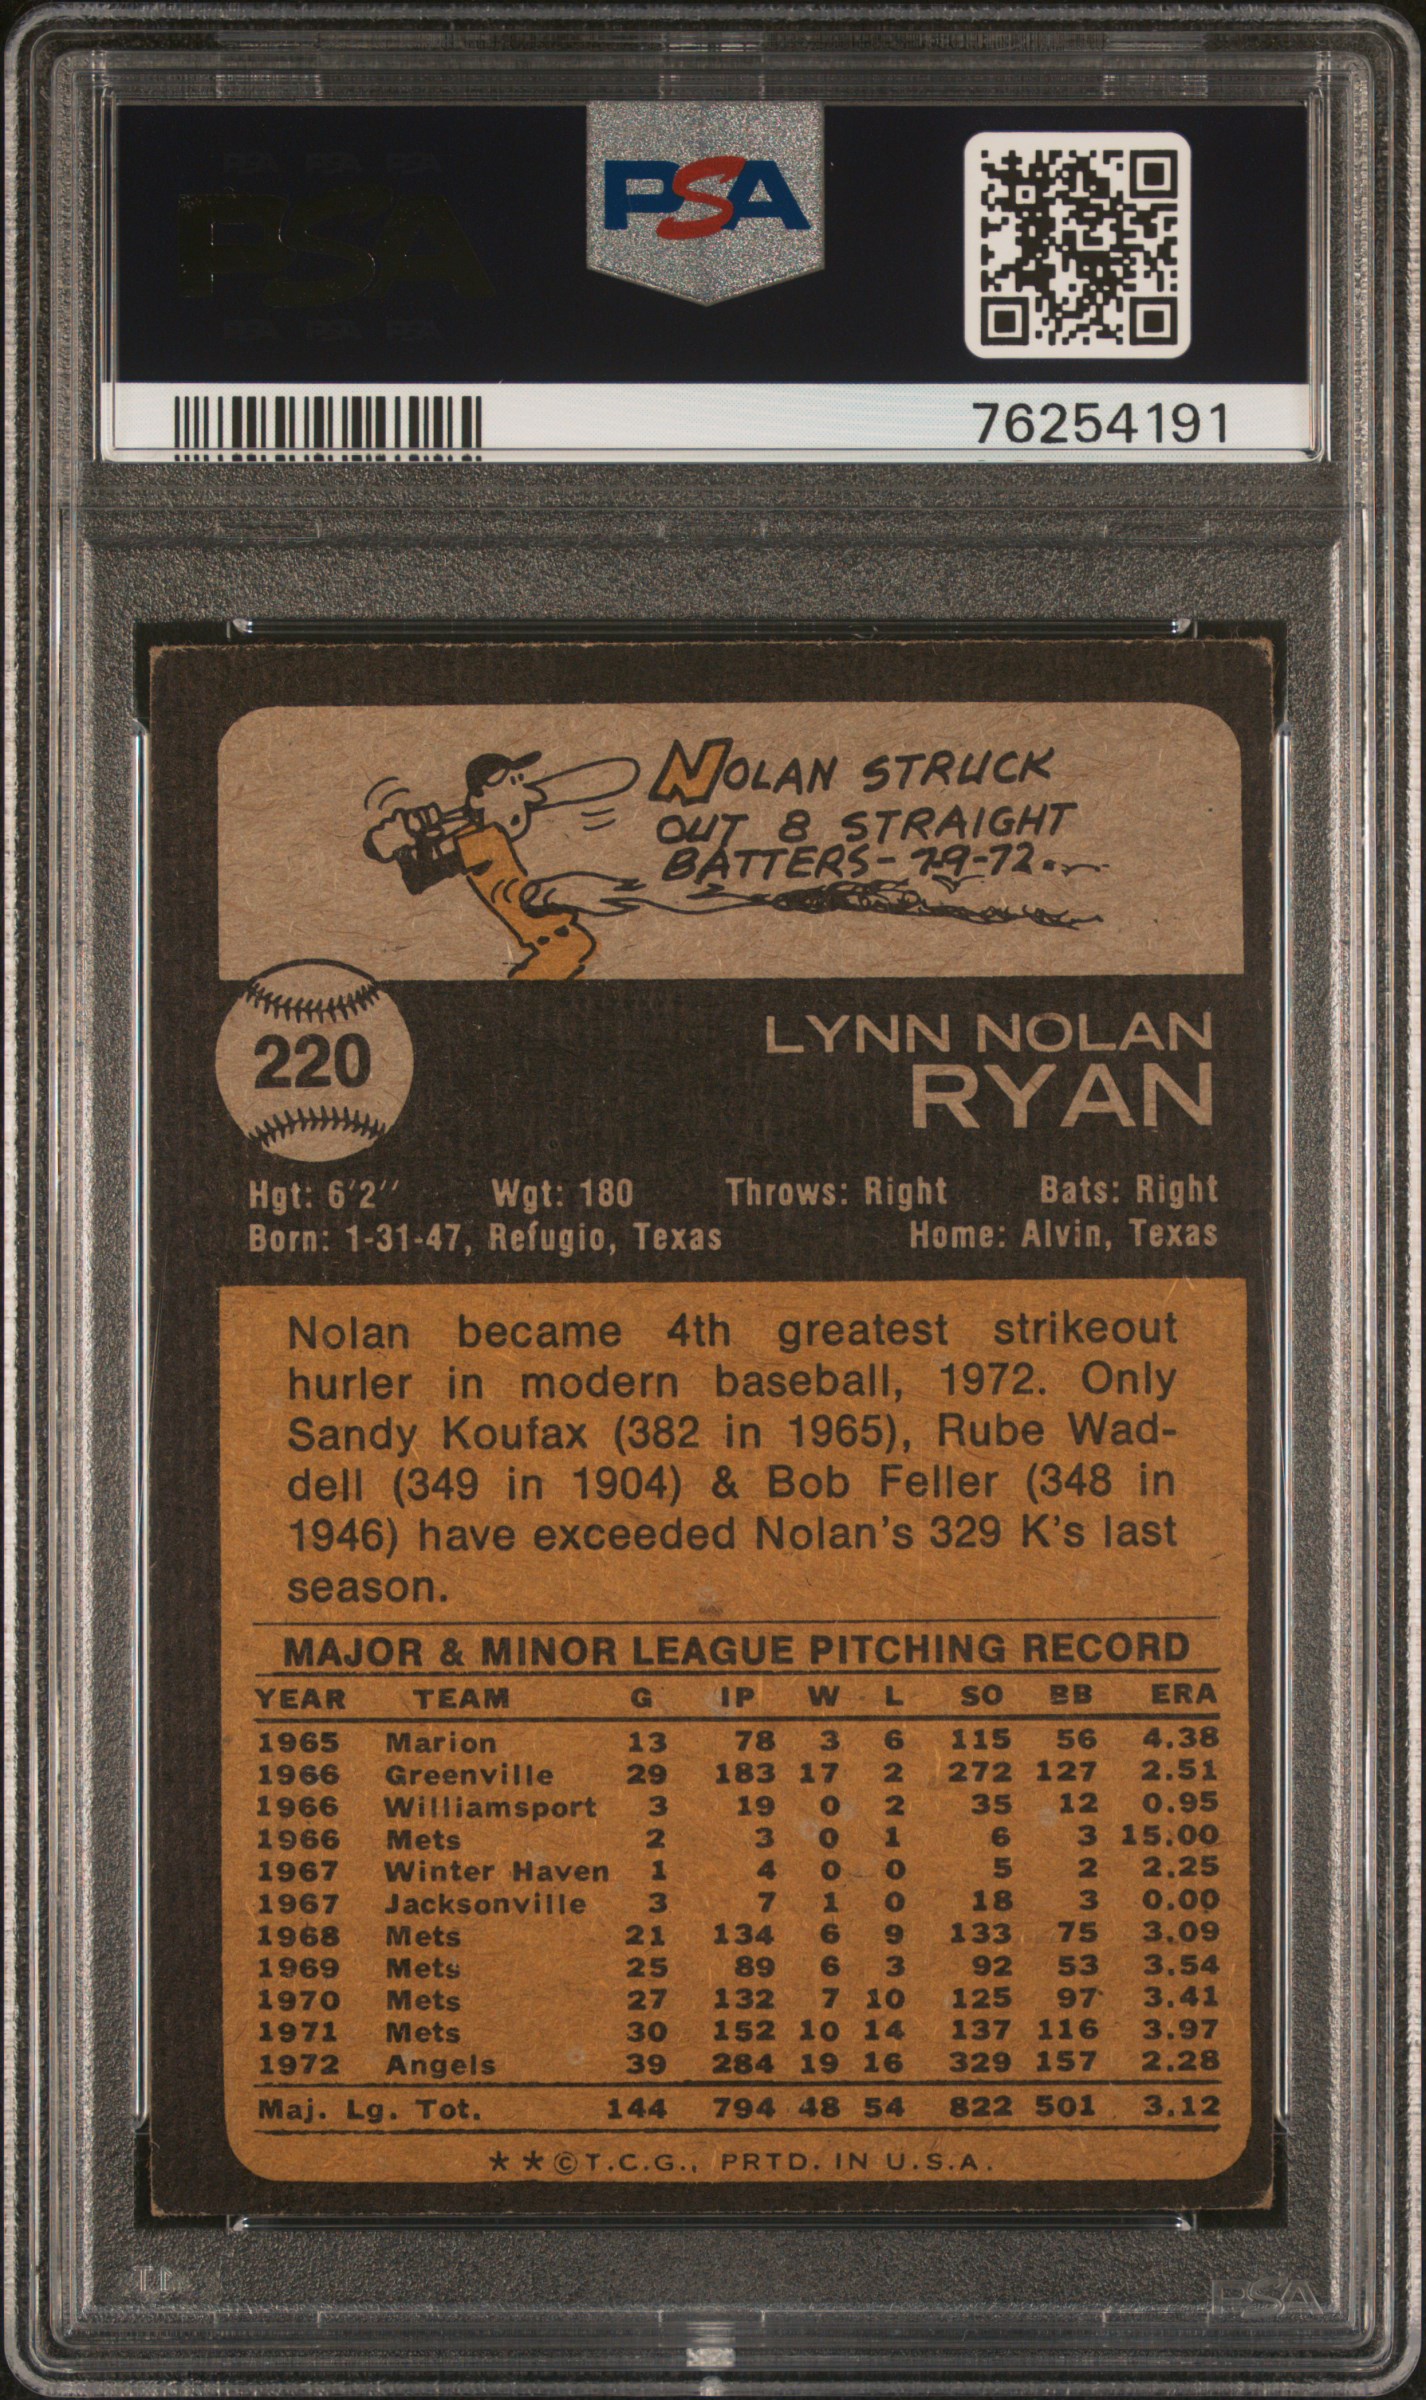 PSA PSA PSA
PSA
PSA PSA PSA
PSA
76254191
NOLAN STRUCK
OUT 8 STRAIGHT
BATTERS - 7-9-72.
220
LYNN NOLAN
RYAN
Hgt: 6'2" Wgt: 180 Throws: Right Bats: Right
Born: 1-31-47, Refugio, Texas Home: Alvin, Texas
Nolan became 4th greatest strikeout
hurler in modern baseball, 1972. Only
Sandy Koufax (382 in 1965), Rube Wad-
dell (349 in 1904) & Bob Feller (348 in
1946) have exceeded Nolan's 329 K's last
season.
MAJOR & MINOR LEAGUE PITCHING RECORD
YEAR TEAM G IP W L SO BB ERA
1965 Marion 13 78 3 6 115 56 4.38
1966 Greenville 29 183 17 2 272 127 2.51
1966 Williamsport 3 19 0 2 35 12 0.95
1966 Mets 2 3 0 1 6 3 15.00
1967 Winter Haven 1 4 0 0 5 2 2.25
1967 Jacksonville 3 7 1 0 18 3 0.00
1968 Mets 21 134 6 9 133 75 3.09
1969 Mets 25 89 6 3 92 53 3.54
1970 Mets 27 132 7 10 125 97 3.41
1971 Mets 30 152 10 14 137 116 3.97
1972 Angels 39 284 19 16 329 157 2.28
Maj. Lg. Tot. 144 794 48 54 822 501 3.12
* * © T.C.G., PRTD. IN U.S.A.
PSA